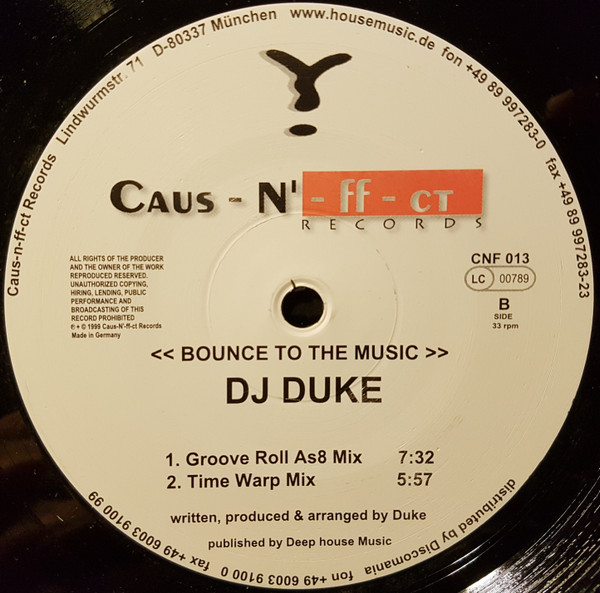 Caus-n-ff-ct Records Lindwurmstr. 71 D-80337 München www.housemusic.de fon +49 89 997283-0 fax +49 89 997283-23
CAUS - N' - ff - CT
RECORDS
ALL RIGHTS OF THE PRODUCER
AND THE OWNER OF THE WORK
REPRODUCED RESERVED.
UNAUTHORIZED COPYING,
HIRING, LENDING, PUBLIC
PERFORMANCE AND
BROADCASTING OF THIS
RECORD PROHIBITED
℗ + © 1999 Caus-N'-ff-ct Records
Made in Germany
CNF 013
LC 00789
B
SIDE
33 rpm
<< BOUNCE TO THE MUSIC >>
DJ DUKE
1. Groove Roll As8 Mix 7:32
2. Time Warp Mix 5:57
written, produced & arranged by Duke
published by Deep house Music
distributed by Discomania fon +49 6003 9100 0 fax +49 6003 9100 99